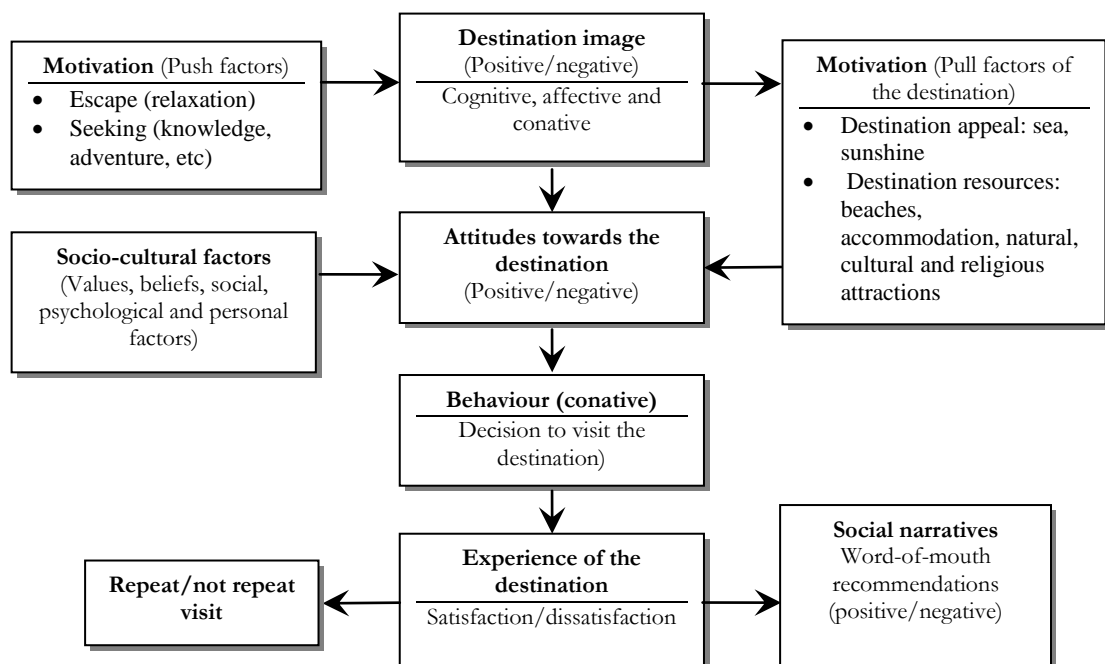 Motivation (Push factors)
• Escape (relaxation)
• Seeking (knowledge,
adventure, etc)
Destination image
(Positive/negative)
Cognitive, affective and
conative
Motivation (Pull factors of
the destination)
• Destination appeal: sea,
sunshine
• Destination resources:
beaches,
accommodation, natural,
cultural and religious
attractions
Socio-cultural factors
(Values, beliefs, social,
psychological and personal
factors)
Attitudes towards the
destination
(Positive/negative)
Behaviour (conative)
Decision to visit the
destination)
Repeat/not repeat
visit
Experience of the
destination
Satisfaction/dissatisfaction
Social narratives
Word-of-mouth
recommendations
(positive/negative)